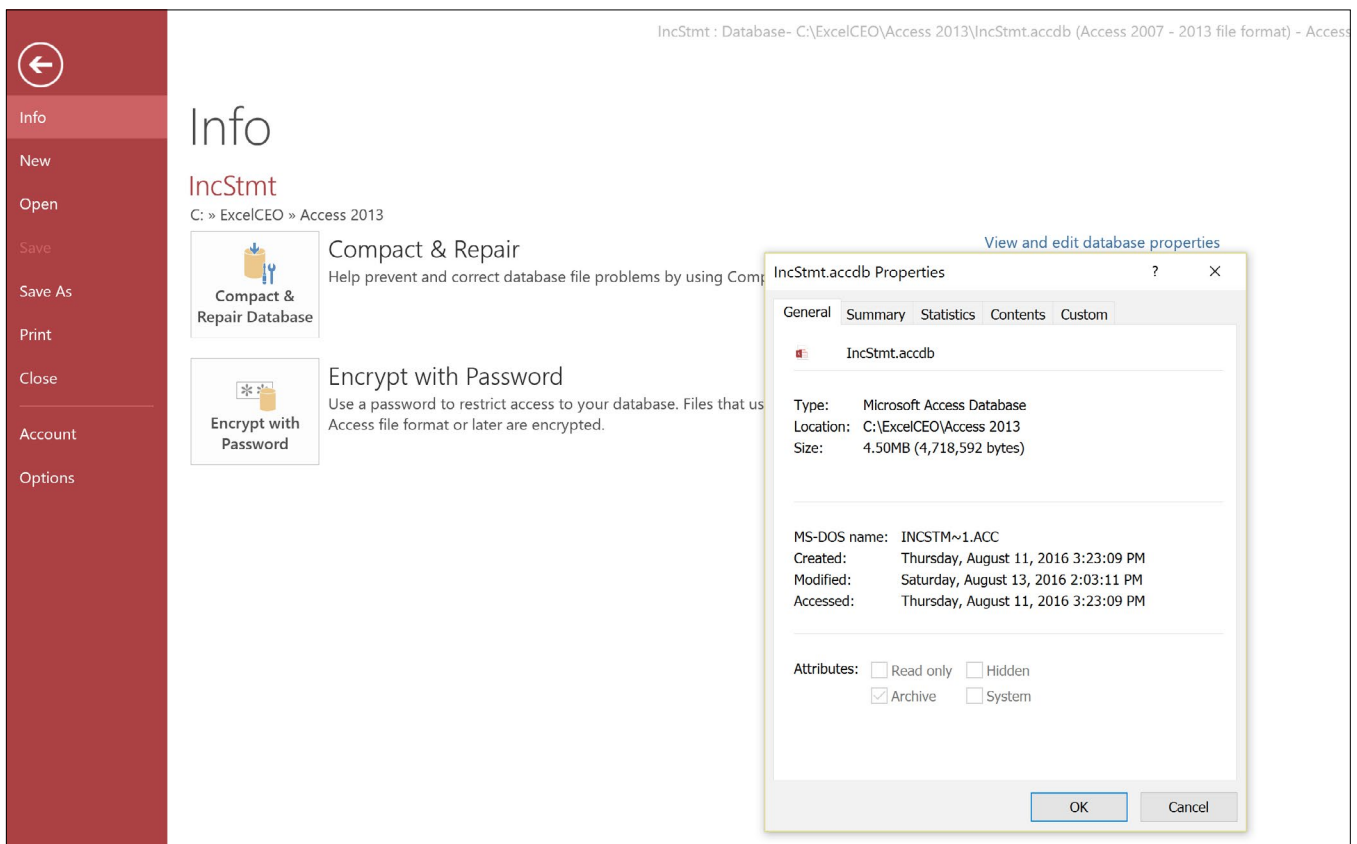 IncStmt : Database- C:\ExcelCEO\Access 2013\IncStmt.accdb (Access 2007 - 2013 file format) - Access
Info
New
Open
Save
Save As
Print
Close
Account
Options
Info
IncStmt
C: » ExcelCEO » Access 2013
Compact &
Repair Database
Compact & Repair
Help prevent and correct database file problems by using Comp
Encrypt with
Password
Encrypt with Password
Use a password to restrict access to your database. Files that us
Access file format or later are encrypted.
View and edit database properties
IncStmt.accdb Properties ? ×
General Summary Statistics Contents Custom
IncStmt.accdb
Type: Microsoft Access Database
Location: C:\ExcelCEO\Access 2013
Size: 4.50MB (4,718,592 bytes)
MS-DOS name: INCSTM~1.ACC
Created: Thursday, August 11, 2016 3:23:09 PM
Modified: Saturday, August 13, 2016 2:03:11 PM
Accessed: Thursday, August 11, 2016 3:23:09 PM
Attributes: Read only Hidden
Archive System
OK Cancel